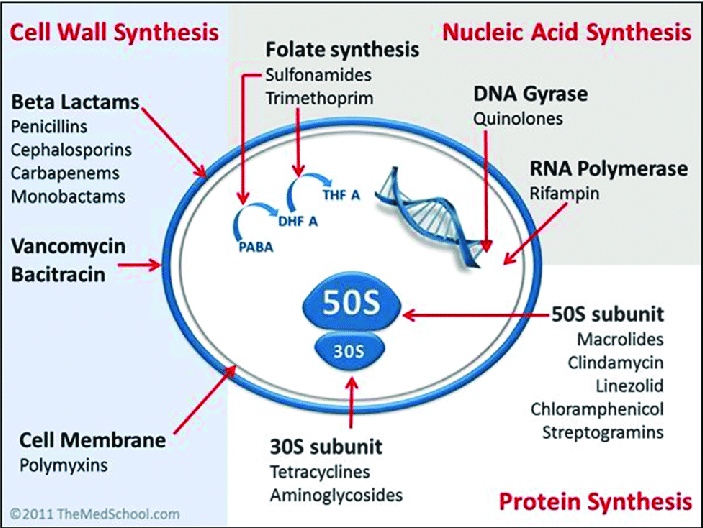 Cell Wall Synthesis
Nucleic Acid Synthesis
Folate synthesis
Sulfonamides
Trimethoprim
Beta Lactams
Penicillins
Cephalosporins
Carbapenems
Monobactams
DNA Gyrase
Quinolones
RNA Polymerase
Rifampin
THF A
DHF A
PABA
Vancomycin
Bacitracin
50S
30S
50S subunit
Macrolides
Clindamycin
Linezolid
Chloramphenicol
Streptogramins
Cell Membrane
Polymyxins
30S subunit
Tetracyclines
Aminoglycosides
Protein Synthesis
©2011 TheMedSchool.com